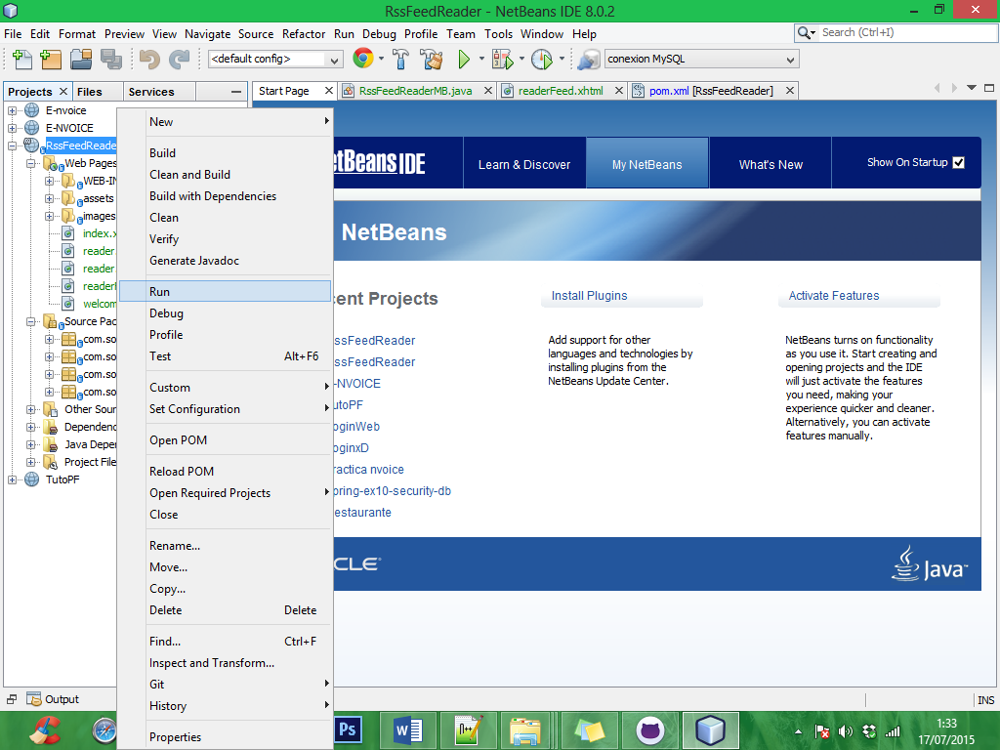 RssFeedReader - NetBeans IDE 8.0.2
File Edit Format Preview View Navigate Source Refactor Run Debug Profile Team Tools Window Help
Search (Ctrl+I)
<default config>
conexion MySQL
Projects Files Services
Start Page RssFeedReaderMB.java readerFeed.xhtml pom.xml [RssFeedReader]
E-nvoice
E-NVOICE
RssFeedReade
Web Pages
WEB-IN
assets
images
index.x
reader
reader
reader
welcom
Source Pac
com.so
com.so
com.so
com.so
Other Sour
Dependenc
Java Deper
Project File
TutoPF
New
Build
Clean and Build
Build with Dependencies
Clean
Verify
Generate Javadoc
Run
Debug
Profile
Test Alt+F6
Custom
Set Configuration
Open POM
Reload POM
Open Required Projects
Close
Rename...
Move...
Copy...
Delete Delete
Find... Ctrl+F
Inspect and Transform...
Git
History
Properties
etBeans IDE
Learn & Discover
My NetBeans
What's New
Show On Startup
NetBeans
cent Projects
ssFeedReader
ssFeedReader
-NVOICE
utoPF
oginWeb
oginxD
ractica nvoice
pring-ex10-security-db
estaurante
Install Plugins
Add support for other
languages and technologies by
installing plugins from the
NetBeans Update Center.
Activate Features
NetBeans turns on functionality
as you use it. Start creating and
opening projects and the IDE
will just activate the features
you need, making your
experience quicker and cleaner.
Alternatively, you can activate
features manually.
CLE
Java
Output
INS
Ps
1:33
17/07/2015